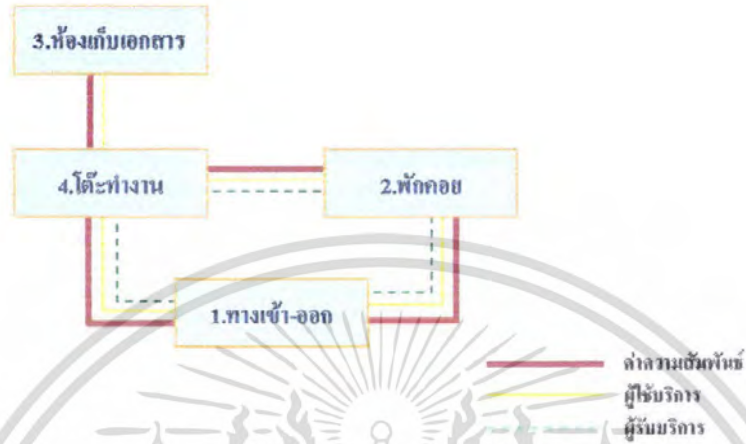 3.ห้องเก็บเอกสาร
4.โต๊ะทำงาน
2.พักคอย
1.ทางเข้า-ออก
ค่าความสัมพันธ์
ผู้ใช้บริการ
ผู้รับบริการ